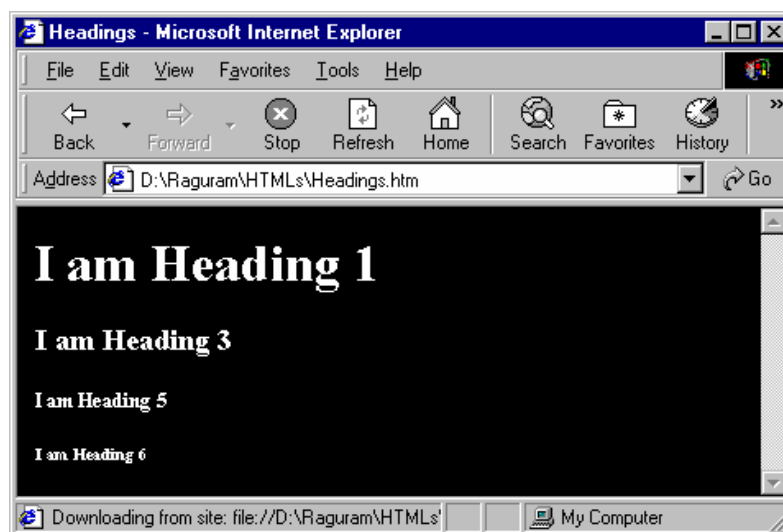 Headings - Microsoft Internet Explorer
File Edit View Favorites Tools Help
Back Forward Stop Refresh Home Search Favorites History »
Address D:\Raguram\HTMLs\Headings.htm Go
I am Heading 1
I am Heading 3
I am Heading 5
I am Heading 6
Downloading from site: file://D:\Raguram\HTMLs' My Computer